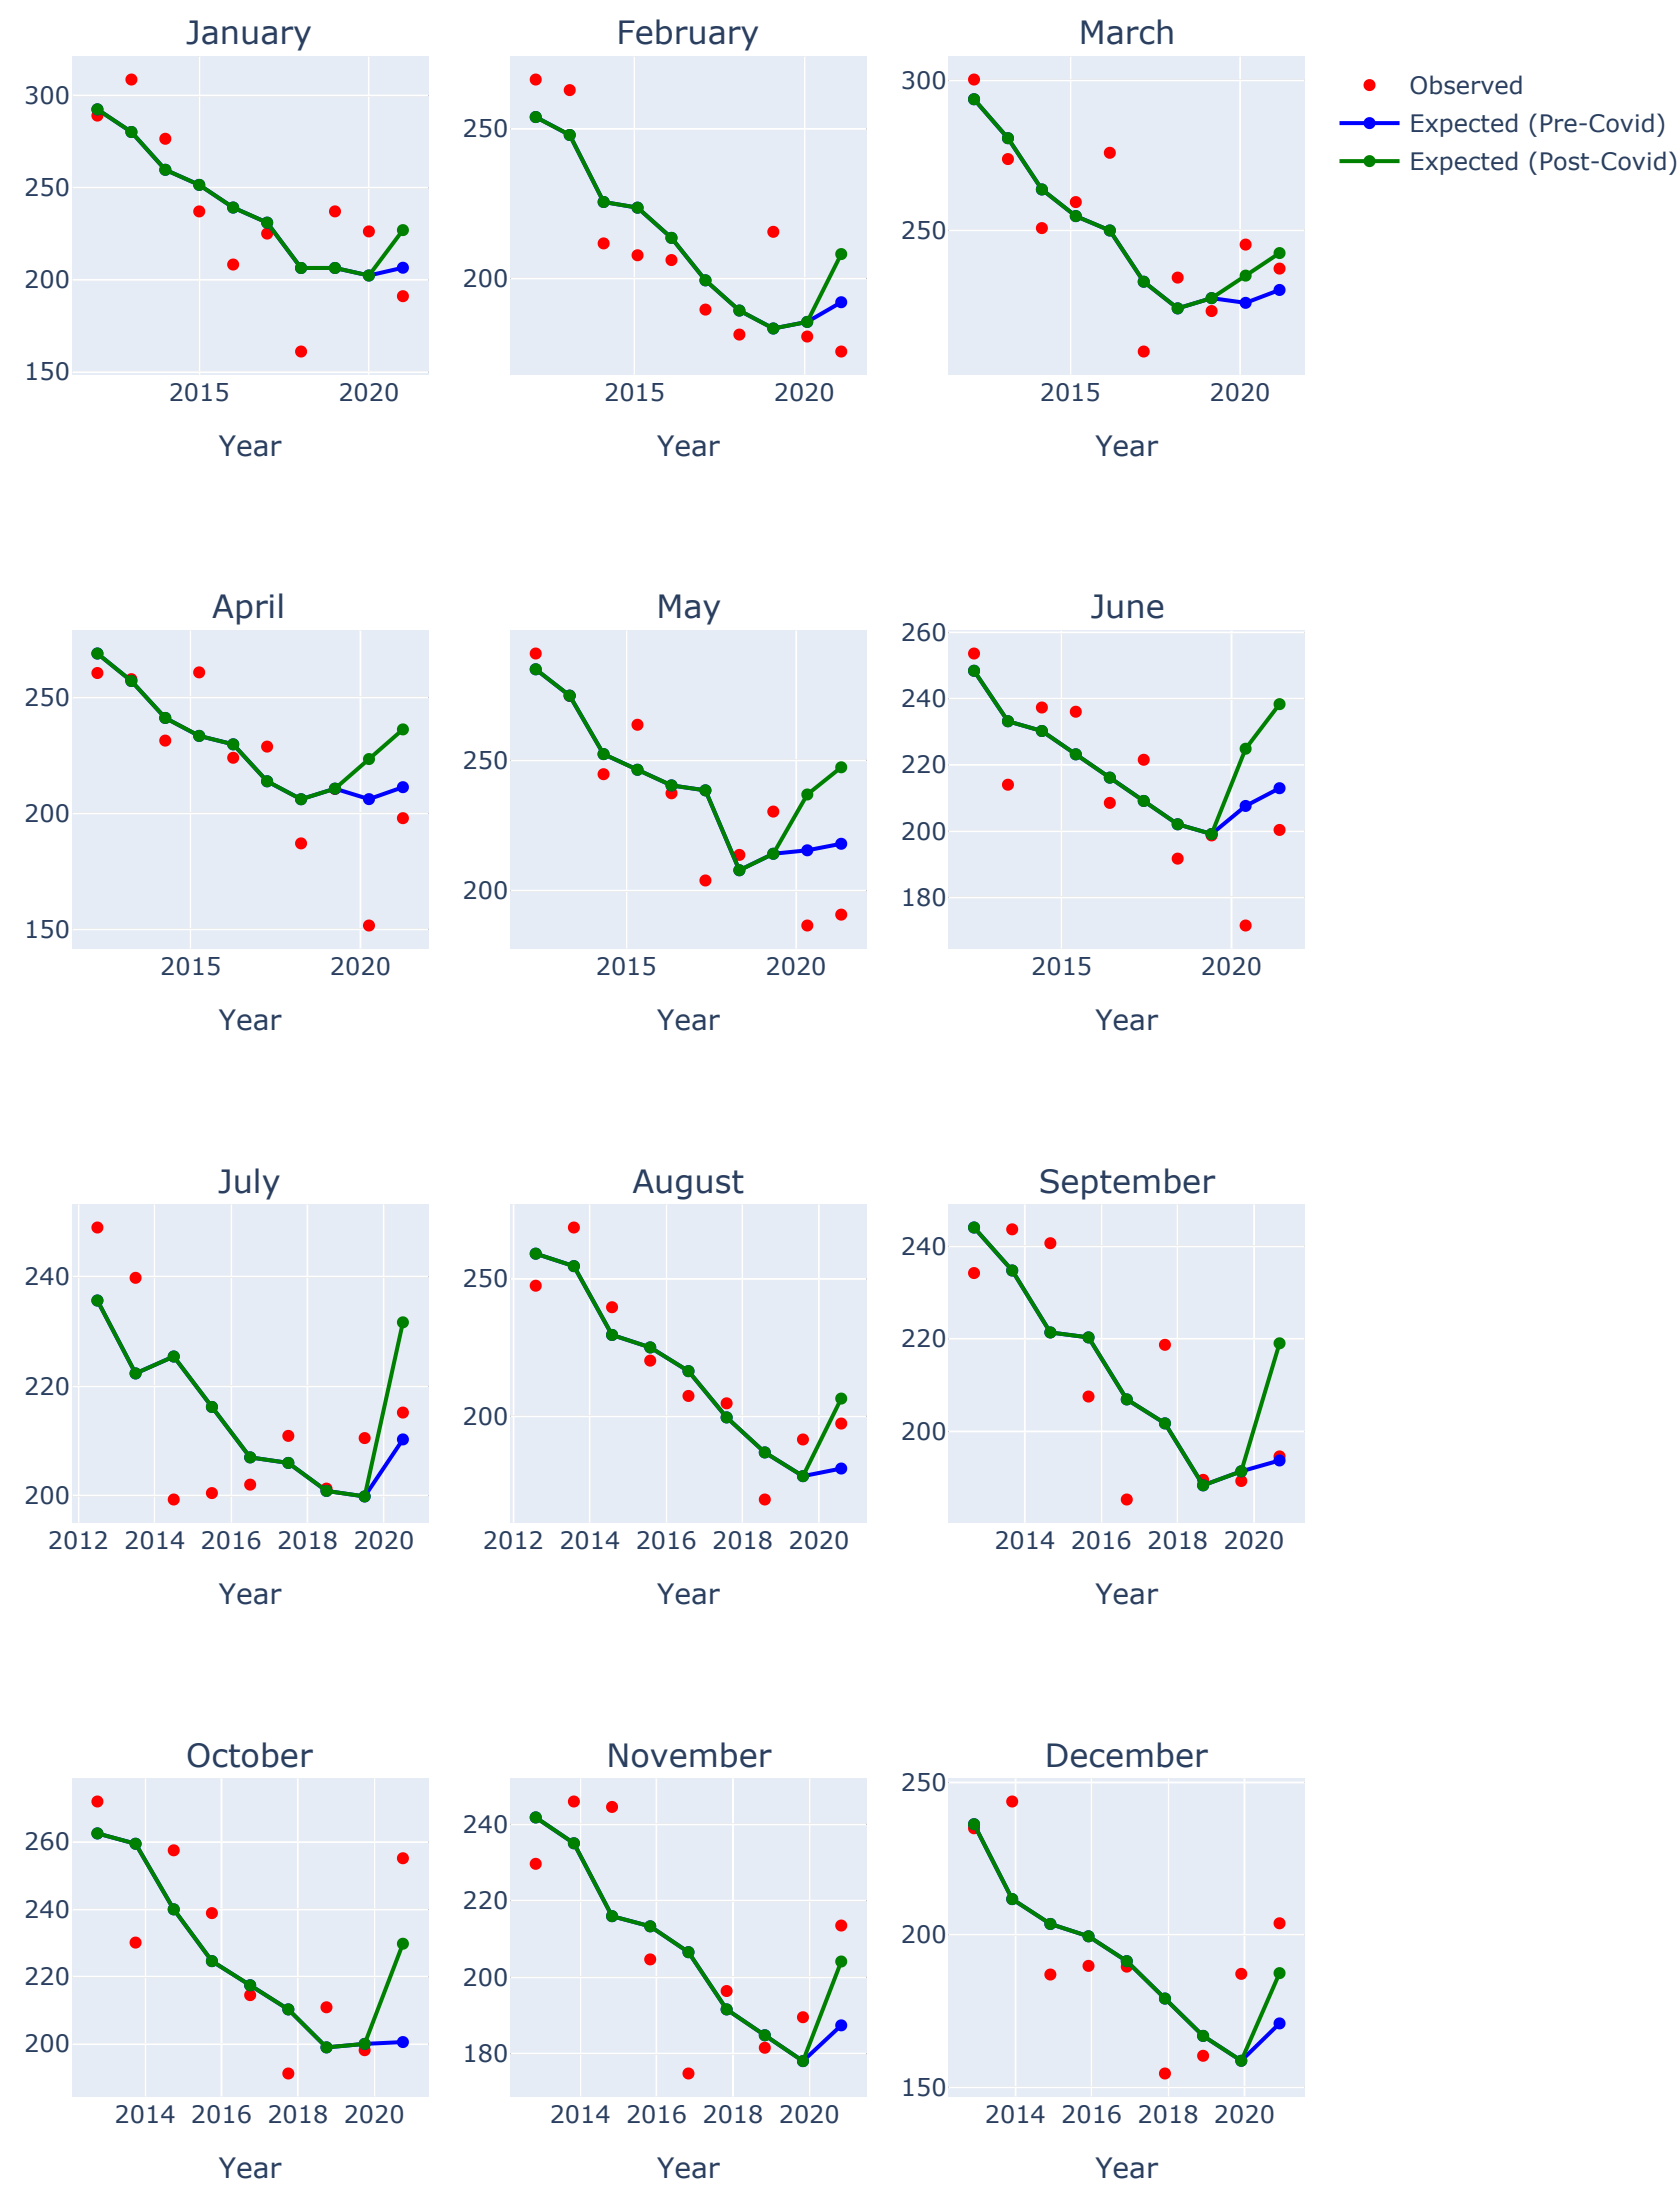 January
February
March
Observed
Expected (Pre-Covid)
Expected (Post-Covid)
300
250
200
150
2015
2020
Year
250
200
2015
2020
Year
300
250
2015
2020
Year
April
May
June
250
200
150
2015
2020
Year
250
200
2015
2020
Year
260
240
220
200
180
2015
2020
Year
July
August
September
240
220
200
2012
2014
2016
2018
2020
Year
250
200
2012
2014
2016
2018
2020
Year
240
220
200
2014
2016
2018
2020
Year
October
November
December
260
240
220
200
2014
2016
2018
2020
Year
240
220
200
180
2014
2016
2018
2020
Year
250
200
150
2014
2016
2018
2020
Year